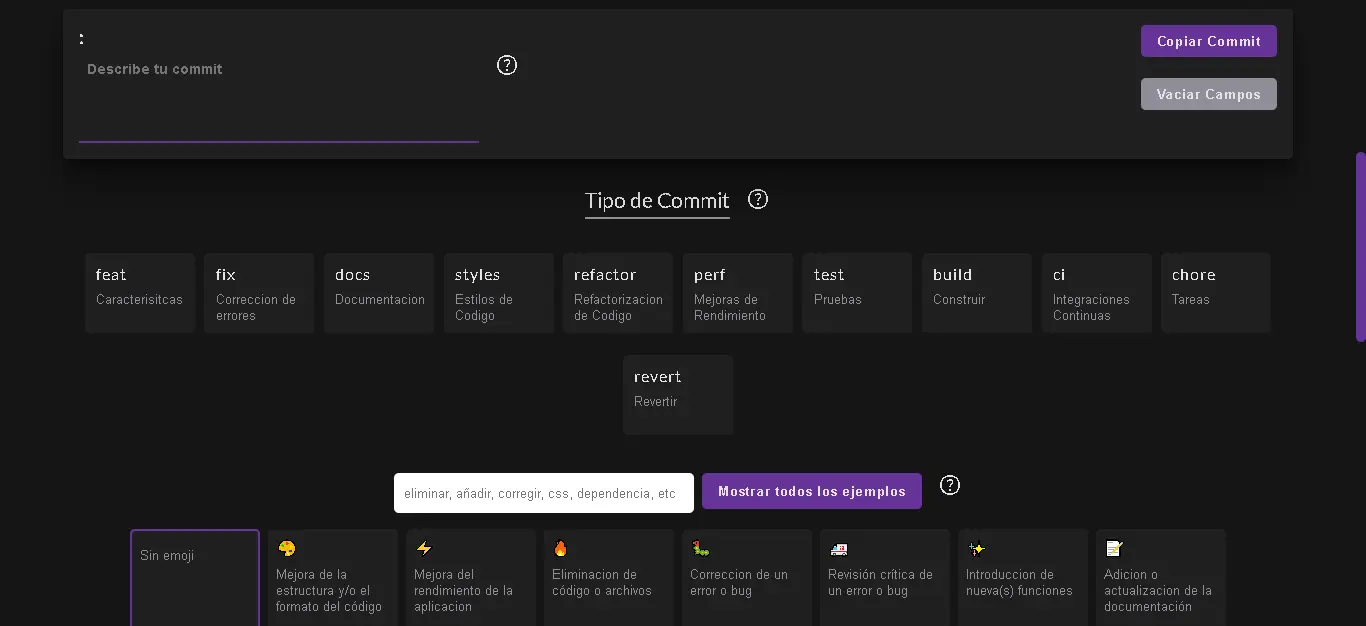 :
Describe tu commit
?
Copiar Commit
Vaciar Campos
Tipo de Commit ?
feat
Caracterisitcas
fix
Correccion de
errores
docs
Documentacion
styles
Estilos de
Codigo
refactor
Refactorizacion
de Codigo
perf
Mejoras de
Rendimiento
test
Pruebas
build
Construir
ci
Integraciones
Continuas
chore
Tareas
revert
Revertir
eliminar, añadir, corregir, css, dependencia, etc
Mostrar todos los ejemplos
?
Sin emoji
Mejora de la
estructura y/o el
formato del código
Mejora del
rendimiento de la
aplicacion
Eliminacion de
código o archivos
Correccion de un
error o bug
Revisión crítica de
un error o bug
Introduccion de
nueva(s) funciones
Adicion o
actualizacion de la
documentación